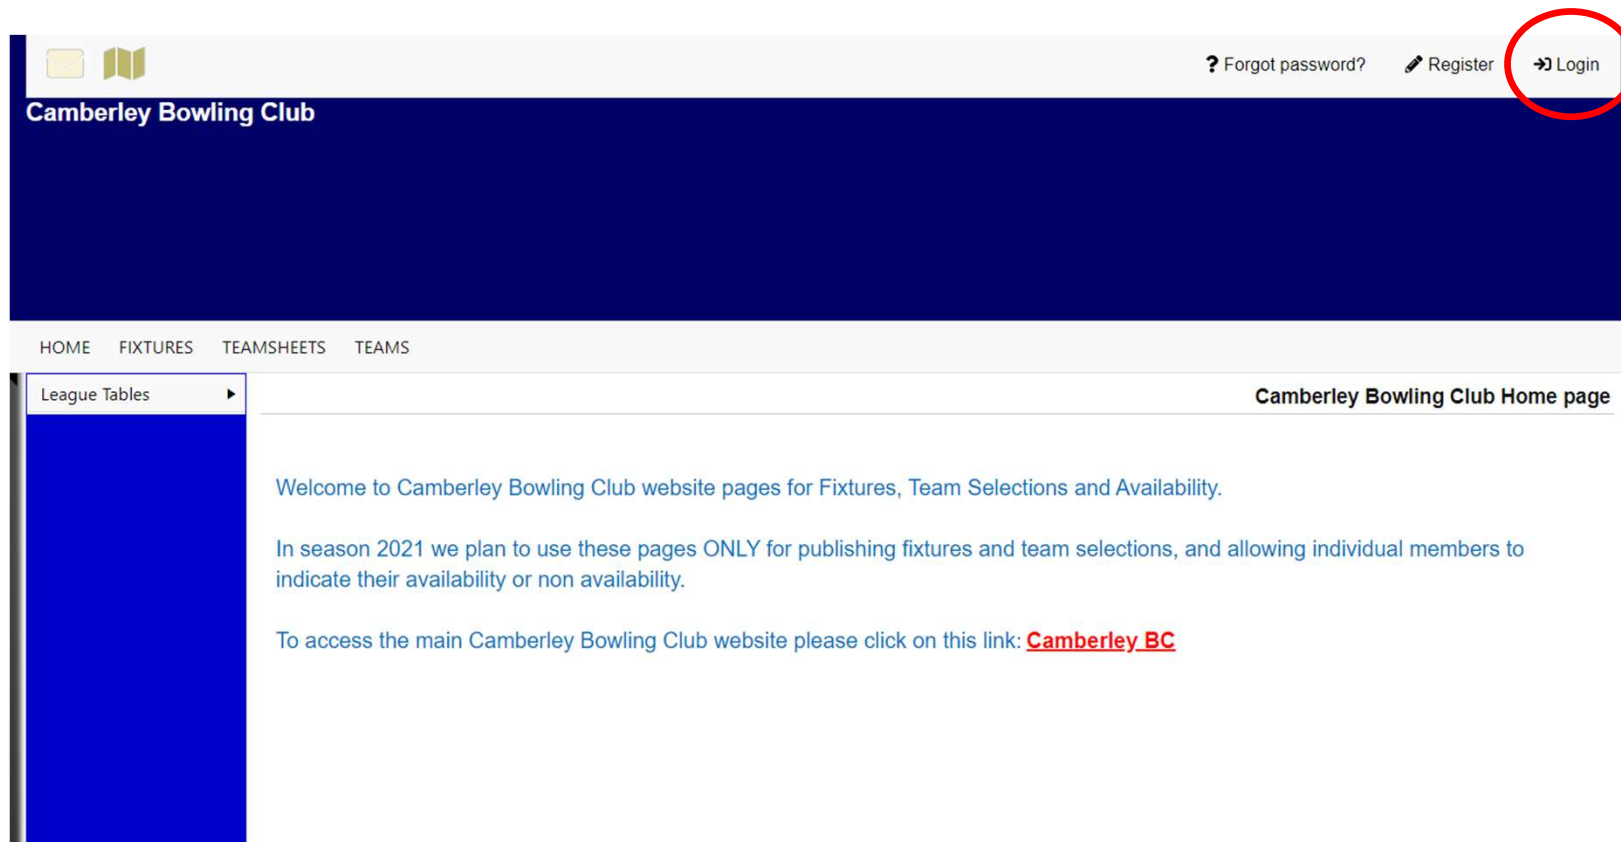 ? Forgot password? Register Login
Camberley Bowling Club
HOME FIXTURES TEAMSHEETS TEAMS
League Tables
Camberley Bowling Club Home page
Welcome to Camberley Bowling Club website pages for Fixtures, Team Selections and Availability.
In season 2021 we plan to use these pages ONLY for publishing fixtures and team selections, and allowing individual members to
indicate their availability or non availability.
To access the main Camberley Bowling Club website please click on this link: Camberley BC